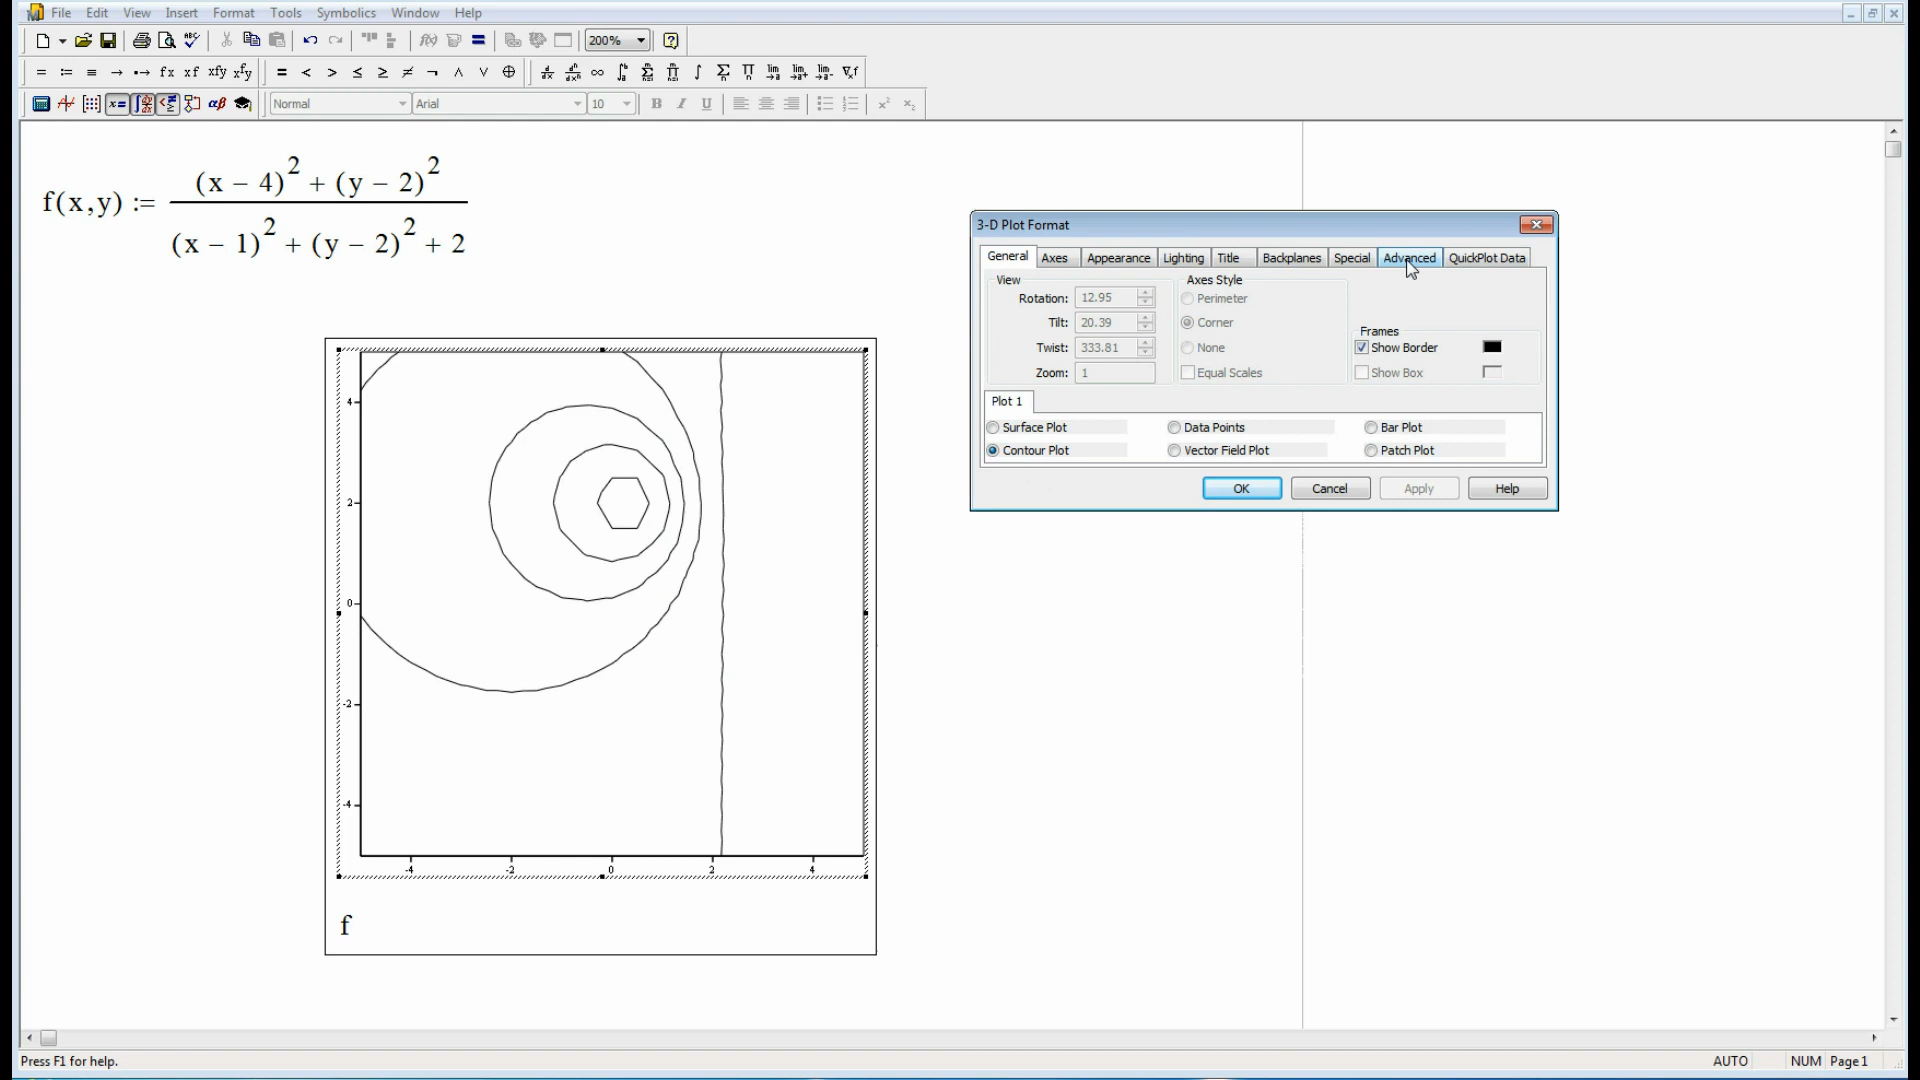 File Edit View Insert Format Tools Symbolics Window Help
200%
Normal Arial 10 B I U
f(x,y) := ((x − 4)^2 + (y − 2)^2) / ((x − 1)^2 + (y − 2)^2 + 2)
4
2
0
-2
-4
-4 -2 0 2 4
f
3-D Plot Format
General Axes Appearance Lighting Title Backplanes Special Advanced QuickPlot Data
View Axes Style
Rotation: 12.95 Perimeter
Tilt: 20.39 Corner Frames
Twist: 333.81 None Show Border
Zoom: 1 Equal Scales Show Box
Plot 1
Surface Plot Data Points Bar Plot
Contour Plot Vector Field Plot Patch Plot
OK Cancel Apply Help
Press F1 for help. AUTO NUM Page 1